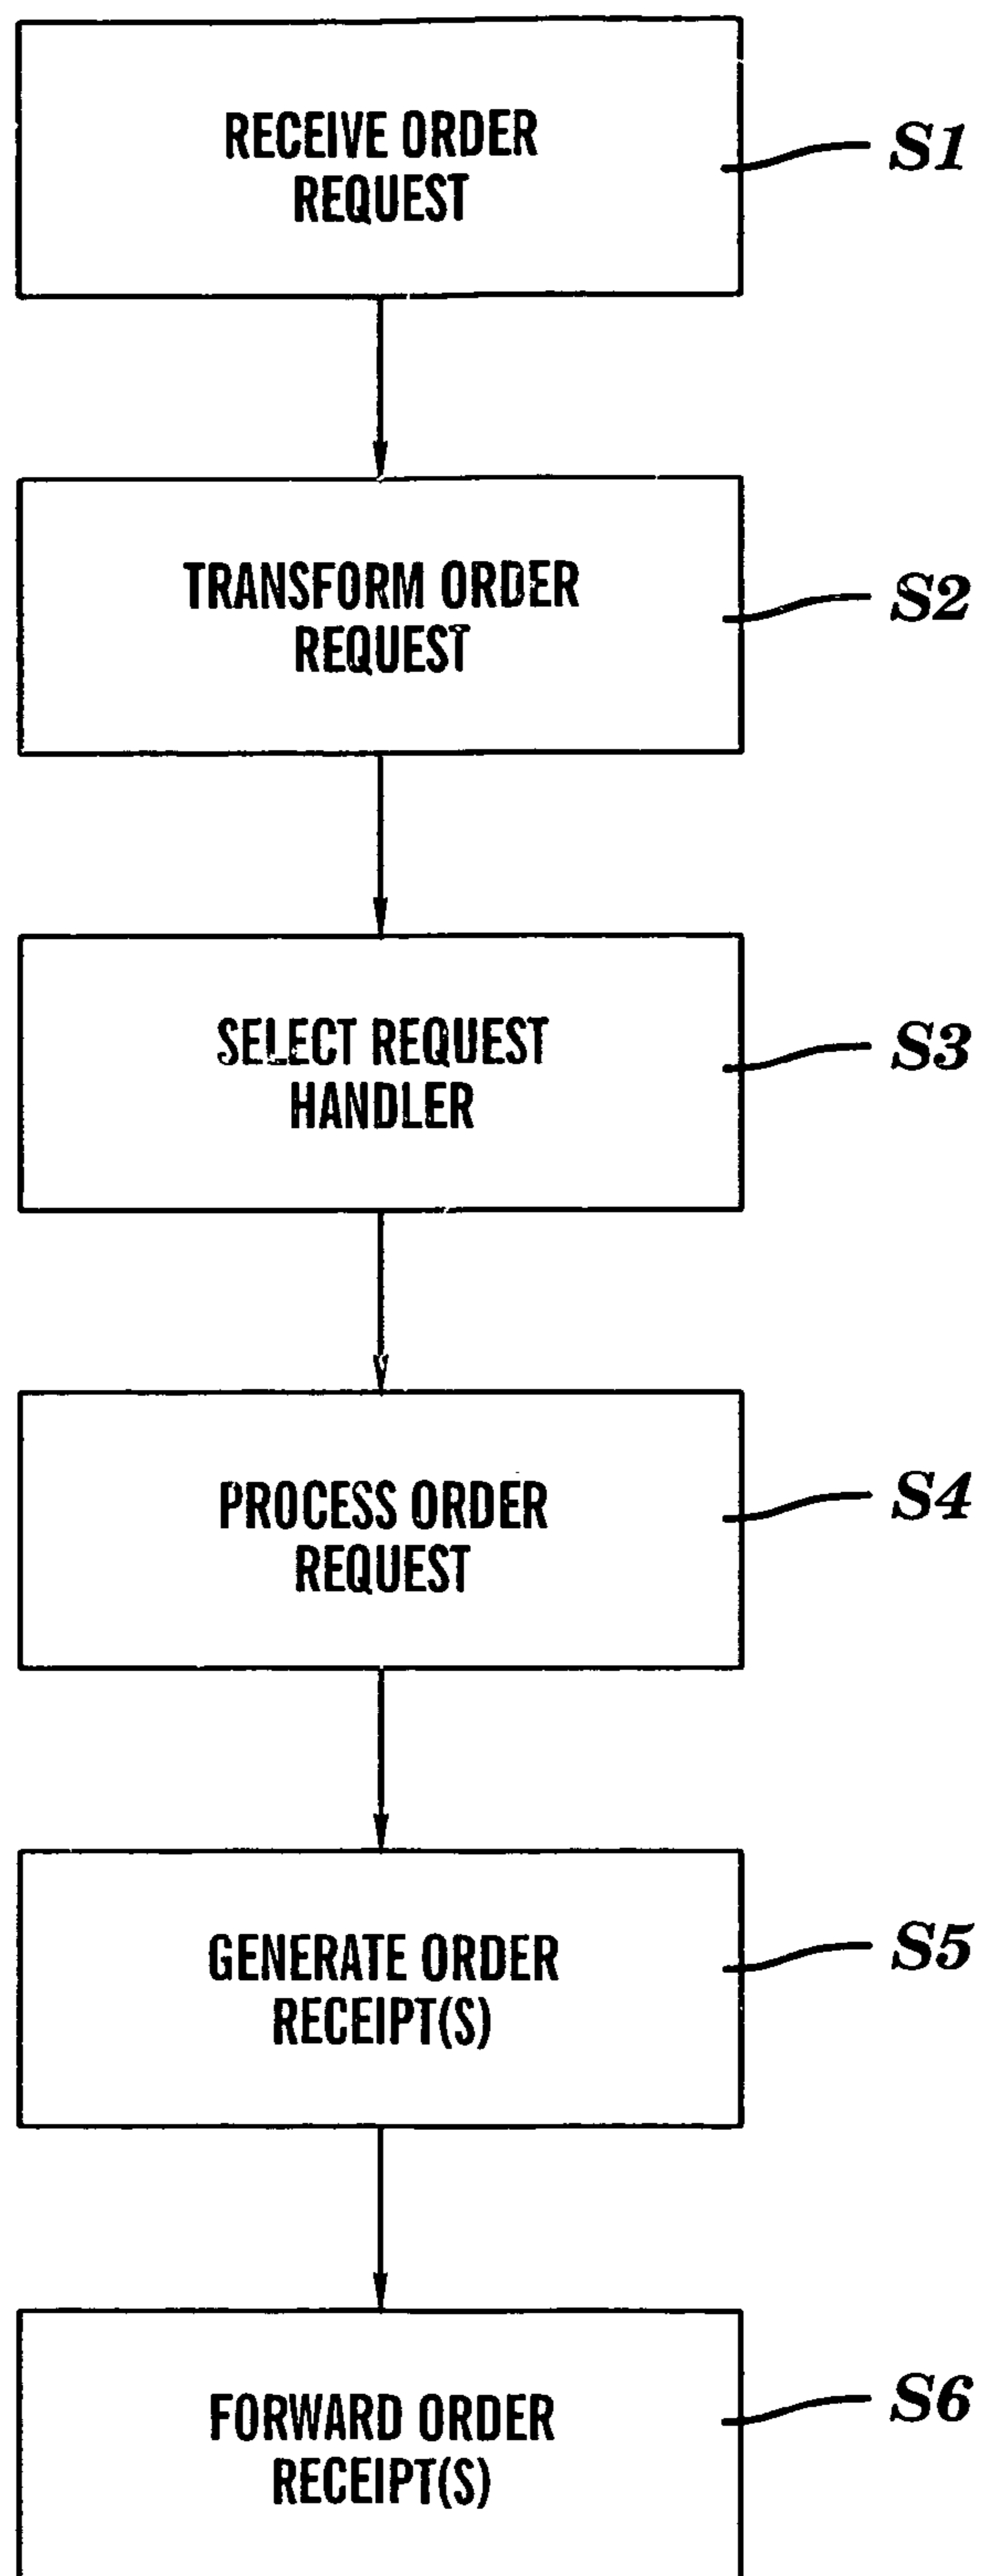 RECEIVE ORDER
REQUEST
S1
TRANSFORM ORDER
REQUEST
S2
SELECT REQUEST
HANDLER
S3
PROCESS ORDER
REQUEST
S4
GENERATE ORDER
RECEIPT(S)
S5
FORWARD ORDER
RECEIPT(S)
S6